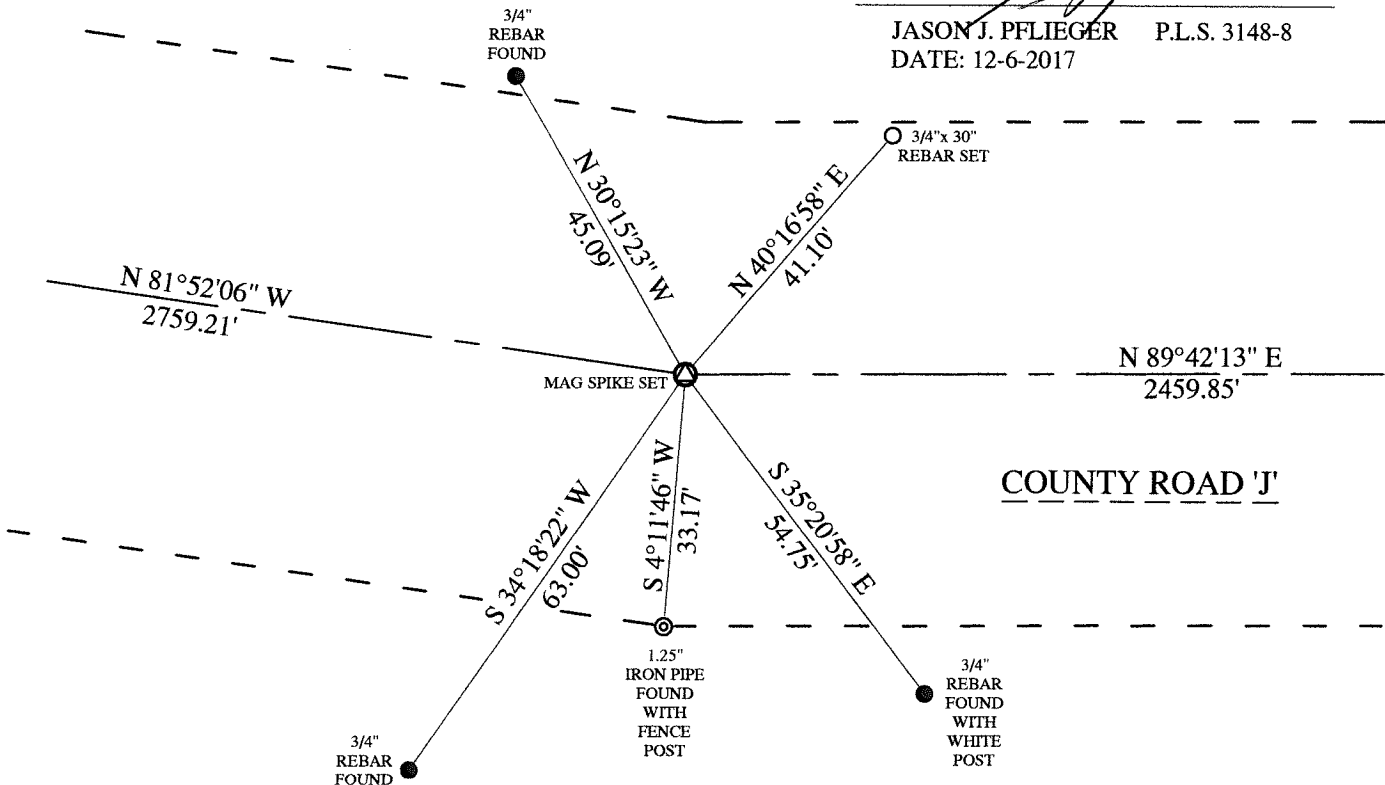 3/4"
REBAR
FOUND
JASON J. PFLIEGER P.L.S. 3148-8
DATE: 12-6-2017
3/4"x 30"
REBAR SET
N 30°15'23" W
45.09'
N 40°16'58" E
41.10'
N 81°52'06" W
2759.21'
MAG SPIKE SET
N 89°42'13" E
2459.85'
COUNTY ROAD 'J'
S 34°18'22" W
63.00'
S 4°11'46" W
33.17'
S 35°20'58" E
54.75'
1.25"
IRON PIPE
FOUND
WITH
FENCE
POST
3/4"
REBAR
FOUND
WITH
WHITE
POST
3/4"
REBAR
FOUND